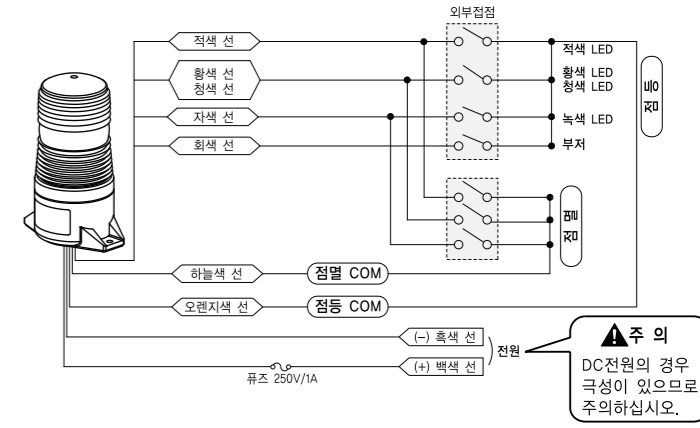 외부접점
적색 선
적색 LED
황색 선
청색 선
황색 LED
청색 LED
자색 선
녹색 LED
회색 선
부저
점등
점멸
하늘색 선
점멸 COM
오렌지색 선
점등 COM
(-) 흑색 선
전원
(+) 백색 선
퓨즈 250V/1A
주 의
DC전원의 경우
극성이 있으므로
주의하십시오.